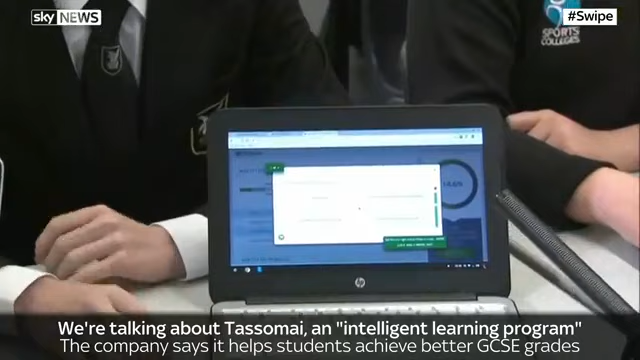 sky NEWS
#Swipe
SPORTS
COLLEGES
hp
We're talking about Tassomai, an "intelligent learning program"
The company says it helps students achieve better GCSE grades